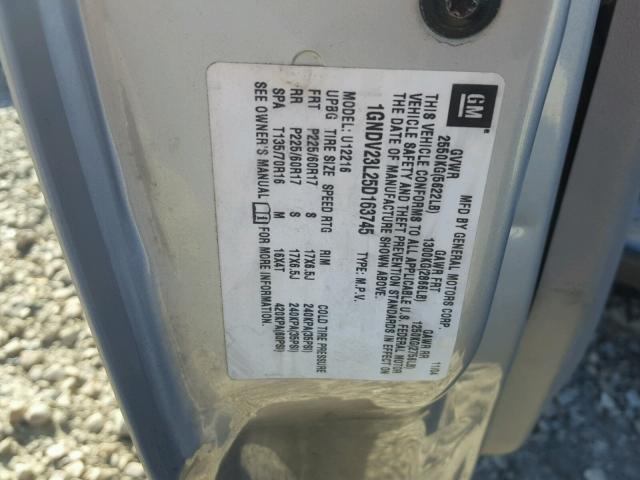 GM
MFD BY GENERAL MOTORS CORP 11/04
GVWR GAWR FRT GAWR RR
2550KG(5622LB) 1300KG(2866LB) 1250KG(2756LB)
THIS VEHICLE CONFORMS TO ALL APPLICABLE U.S. FEDERAL MOTOR
VEHICLE SAFETY AND THEFT PREVENTION STANDARDS IN EFFECT ON
THE DATE OF MANUFACTURE SHOWN ABOVE.
1GNDV23L25D163745 TYPE: M.P.V.
MODEL: U12216
UPBG TIRE SIZE SPEED RTG RIM COLD TIRE PRESSURE
FRT P225/60R17 S 17X6.5J 240KPA(35PSI)
RR P225/60R17 S 17X6.5J 240KPA(35PSI)
SPA T135/70R16 M 16X4T 420KPA(60PSI)
SEE OWNER'S MANUAL FOR MORE INFORMATION.